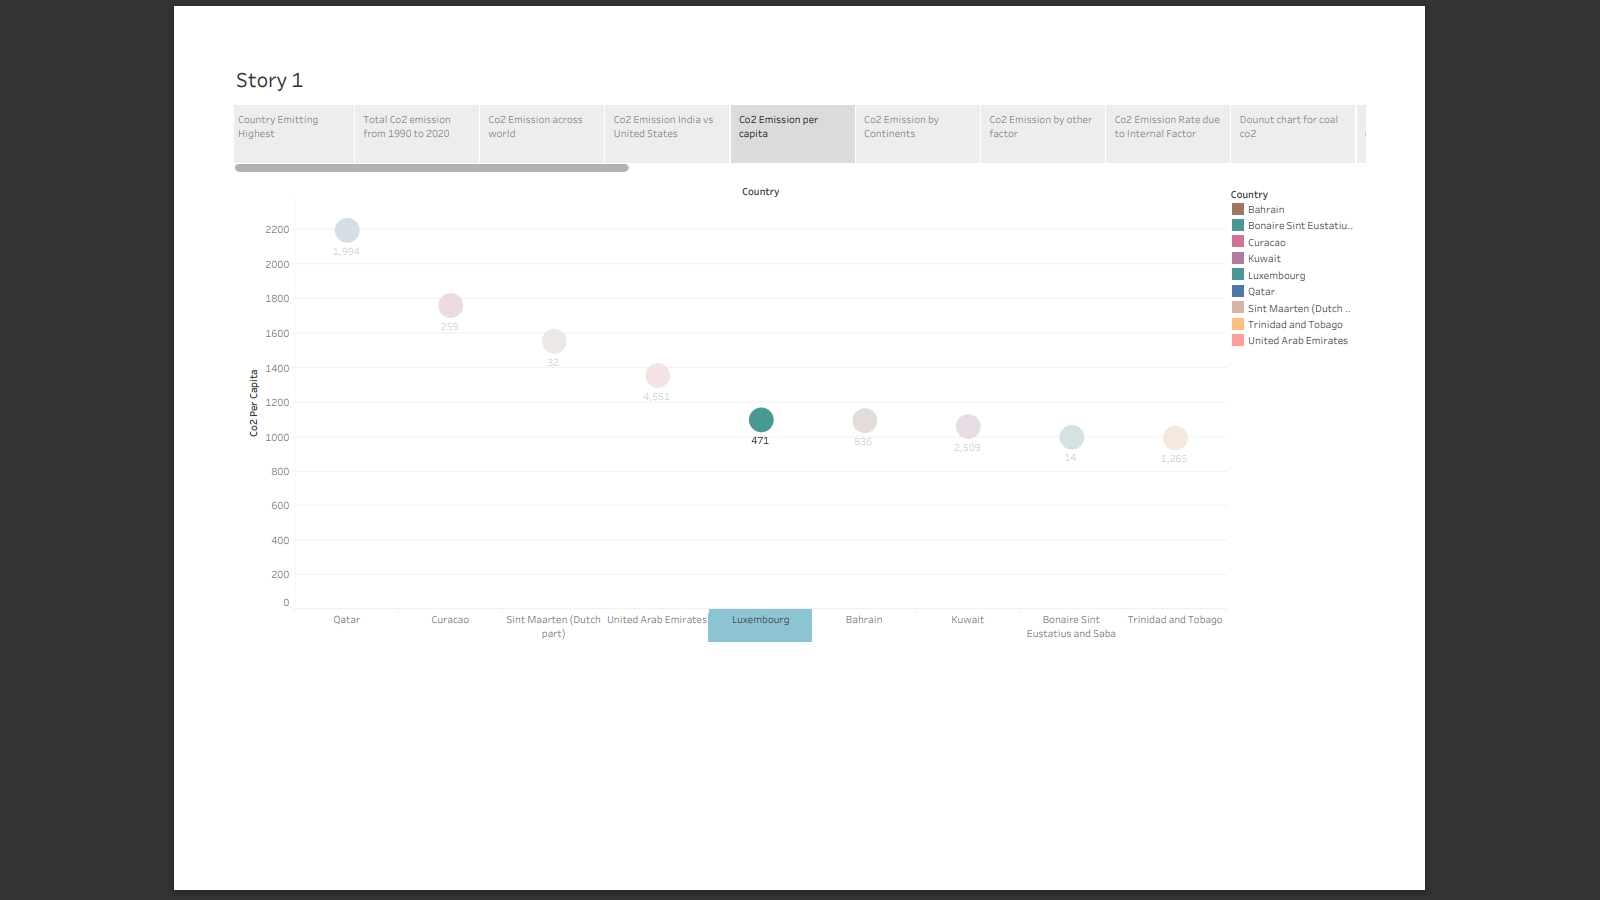 Story 1
Country Emitting
Highest
Total Co2 emission
from 1990 to 2020
Co2 Emission across
world
Co2 Emission India vs
United States
Co2 Emission per
capita
Co2 Emission by
Continents
Co2 Emission by other
factor
Co2 Emission Rate due
to Internal Factor
Dounut chart for coal
co2
Country
Co2 Per Capita
2200
2000
1800
1600
1400
1200
1000
800
600
400
200
0
1,994
259
32
4,551
471
836
2,509
14
1,265
Qatar
Curacao
Sint Maarten (Dutch
part)
United Arab Emirates
Luxembourg
Bahrain
Kuwait
Bonaire Sint
Eustatius and Saba
Trinidad and Tobago
Country
Bahrain
Bonaire Sint Eustatiu..
Curacao
Kuwait
Luxembourg
Qatar
Sint Maarten (Dutch ..
Trinidad and Tobago
United Arab Emirates